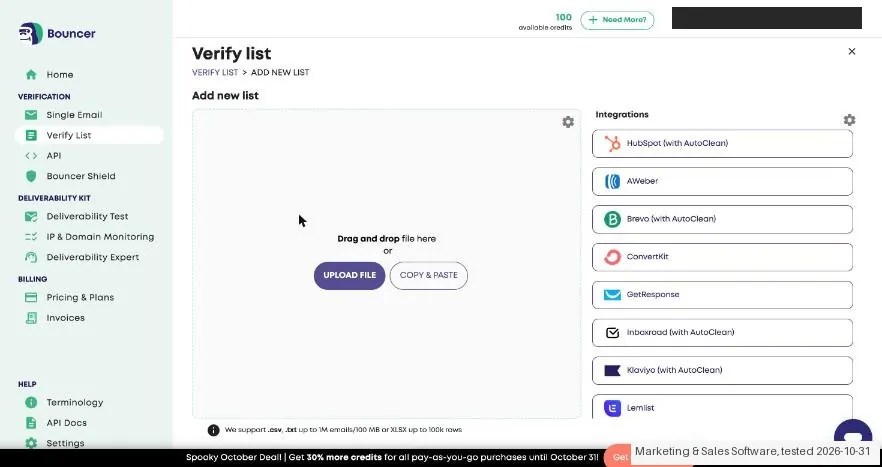 Bouncer
100
available credits
Need More?
Home
VERIFICATION
Single Email
Verify List
API
Bouncer Shield
DELIVERABILITY KIT
Deliverability Test
IP & Domain Monitoring
Deliverability Expert
BILLING
Pricing & Plans
Invoices
HELP
Terminology
API Docs
Settings
Verify list
VERIFY LIST > ADD NEW LIST
Add new list
Drag and drop file here
or
UPLOAD FILE
COPY & PASTE
We support .csv, .txt up to 1M emails/100 MB or XLSX up to 100k rows
Integrations
HubSpot (with AutoClean)
AWeber
Brevo (with AutoClean)
ConvertKit
GetResponse
Inboxroad (with AutoClean)
Klaviyo (with AutoClean)
Lemlist
Spooky October Deal! | Get 30% more credits for all pay-as-you-go purchases until October 31!
Get
Marketing & Sales Software, tested 2026-10-31